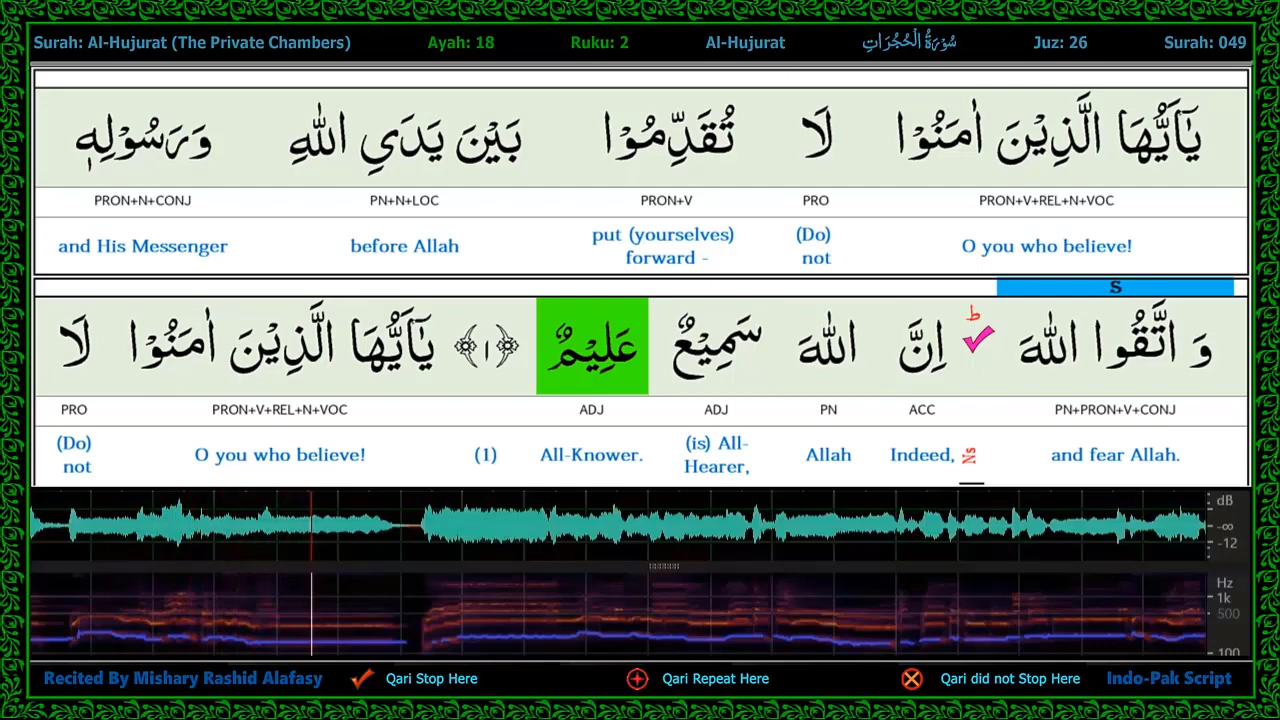 Surah: Al-Hujurat (The Private Chambers) Ayah: 18 Ruku: 2 Al-Hujurat سُوْرَةُ الْحُجُرَاتِ Juz: 26 Surah: 049
يٰۤاَيُّهَا الَّذِيْنَ اٰمَنُوْا لَا تُقَدِّمُوْا بَيْنَ يَدَيِ اللّٰهِ وَرَسُوْلِهٖ
PRON+N+CONJ PN+N+LOC PRON+V PRO PRON+V+REL+N+VOC
and His Messenger before Allah put (yourselves) forward - (Do) not O you who believe!
S
وَ اتَّقُوا اللّٰهَ ؕ اِنَّ اللّٰهَ سَمِيْعٌ عَلِيْمٌ ﴿۱﴾ يٰۤاَيُّهَا الَّذِيْنَ اٰمَنُوْا لَا
PRO PRON+V+REL+N+VOC ADJ ADJ PN ACC PN+PRON+V+CONJ
(Do) not O you who believe! (1) All-Knower. (is) All-Hearer, Allah Indeed, Ns and fear Allah.
dB
-∞
-12
Hz
1k
500
100
Recited By Mishary Rashid Alafasy Qari Stop Here Qari Repeat Here Qari did not Stop Here Indo-Pak Script